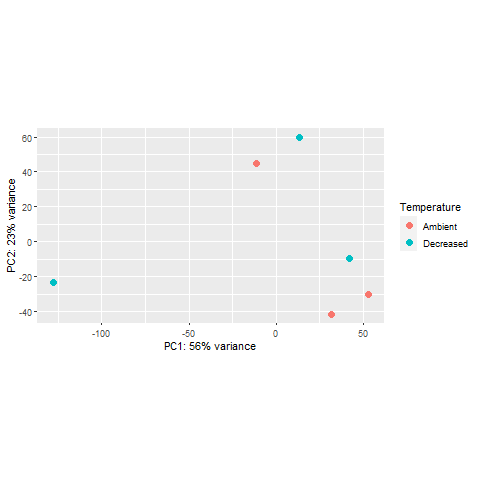 60
40
20
0
-20
-40
PC2: 23% variance
-100
-50
0
50
PC1: 56% variance
Temperature
Ambient
Decreased